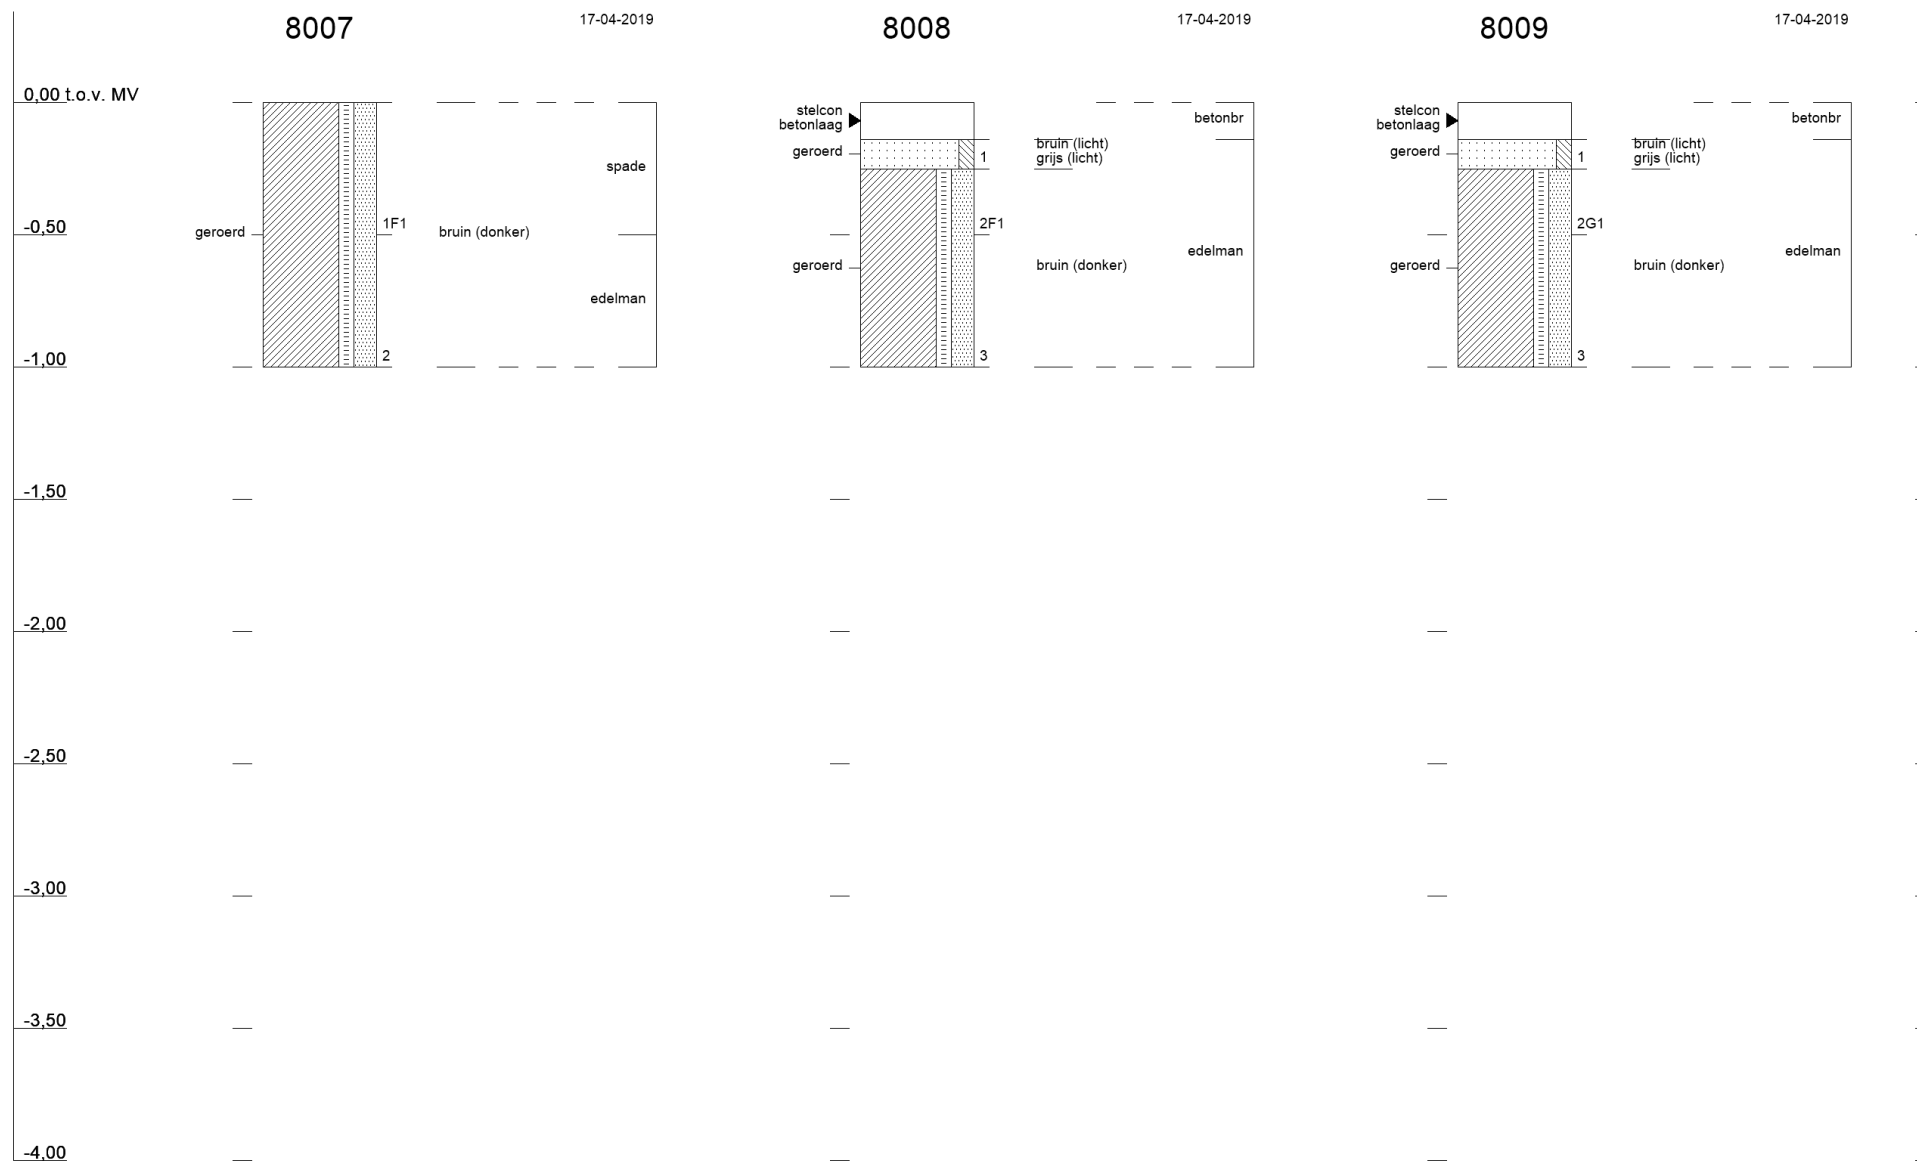 8007
17-04-2019
8008
17-04-2019
8009
17-04-2019
0,00 t.o.v. MV
-0,50
-1,00
-1,50
-2,00
-2,50
-3,00
-3,50
-4,00
geroerd
1F1
2
bruin (donker)
spade
edelman
stelcon
betonlaag
geroerd
geroerd
1
2F1
3
bruin (licht)
grijs (licht)
bruin (donker)
betonbr
edelman
stelcon
betonlaag
geroerd
geroerd
1
2G1
3
bruin (licht)
grijs (licht)
bruin (donker)
betonbr
edelman